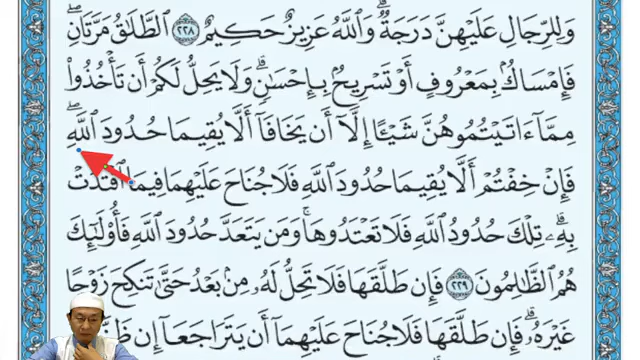 وَلِلرِّجَالِ عَلَيْهِنَّ دَرَجَةٌ ۗ وَاللَّهُ عَزِيزٌ حَكِيمٌ ٢٢٨ الطَّلَاقُ مَرَّتَانِ ۖ
فَإِمْسَاكٌ بِمَعْرُوفٍ أَوْ تَسْرِيحٌ بِإِحْسَانٍ ۗ وَلَا يَحِلُّ لَكُمْ أَن تَأْخُذُوا
مِمَّا آتَيْتُمُوهُنَّ شَيْئًا إِلَّا أَن يَخَافَا أَلَّا يُقِيمَا حُدُودَ اللَّهِ ۖ
فَإِنْ خِفْتُمْ أَلَّا يُقِيمَا حُدُودَ اللَّهِ فَلَا جُنَاحَ عَلَيْهِمَا فِيمَا افْتَدَتْ
بِهِ ۗ تِلْكَ حُدُودُ اللَّهِ فَلَا تَعْتَدُوهَا ۚ وَمَن يَتَعَدَّ حُدُودَ اللَّهِ فَأُولَٰئِكَ
هُمُ الظَّالِمُونَ ٢٢٩ فَإِن طَلَّقَهَا فَلَا تَحِلُّ لَهُ مِن بَعْدُ حَتَّىٰ تَنكِحَ زَوْجًا
غَيْرَهُ ۗ فَإِن طَلَّقَهَا فَلَا جُنَاحَ عَلَيْهِمَا أَن يَتَرَاجَعَا إِن